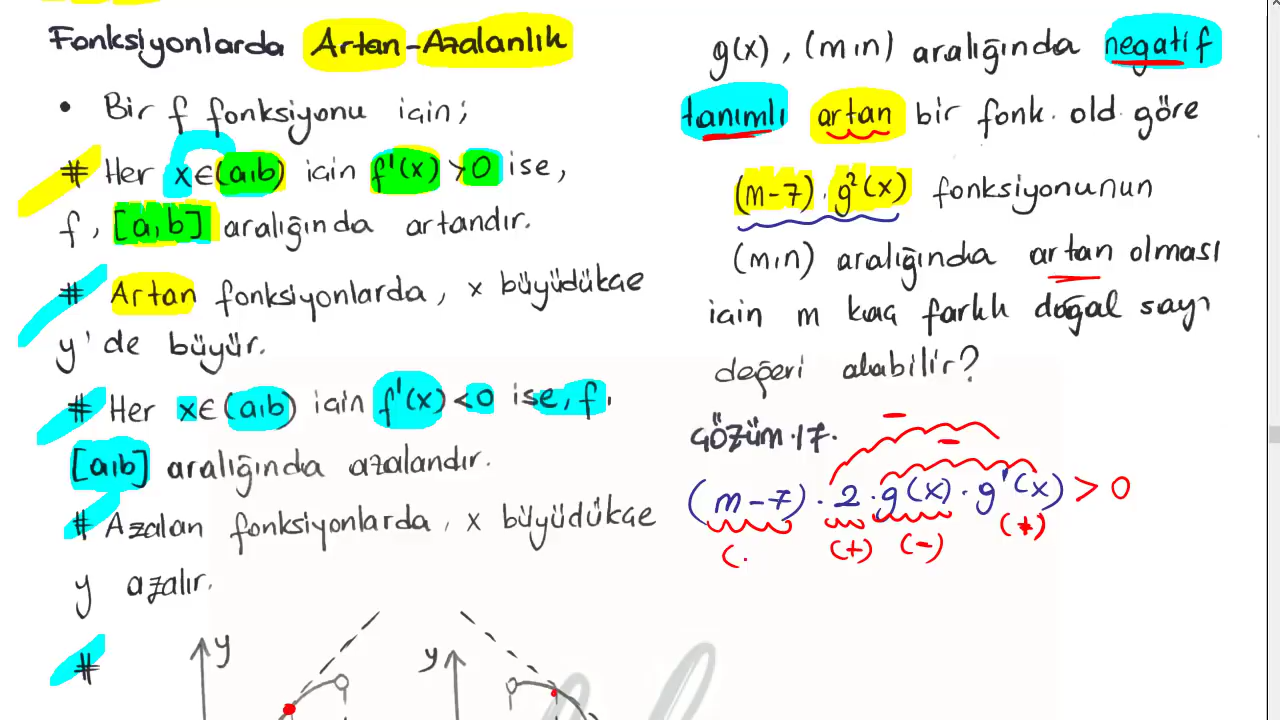 Fonksiyonlarda Artan-Azalanlık
• Bir f fonksiyonu için;
# Her x∈(a,b) için f'(x) > 0 ise,
f, [a,b] aralığında artandır.
# Artan fonksiyonlarda, x büyüdükçe
y'de büyür.
# Her x∈(a,b) için f'(x) < 0 ise, f,
[a,b] aralığında azalandır.
# Azalan fonksiyonlarda, x büyüdükçe
y azalır.
#
y
y
g(x), (m,n) aralığında negatif
tanımlı artan bir fonk. old. göre
(m-7) · g²(x) fonksiyonunun
(m,n) aralığında artan olması
için m kaç farklı doğal sayı
değeri alabilir?
Çözüm.17.
- -
(m-7) · 2 · g(x) · g'(x) > 0
( · (+) (-) (+)